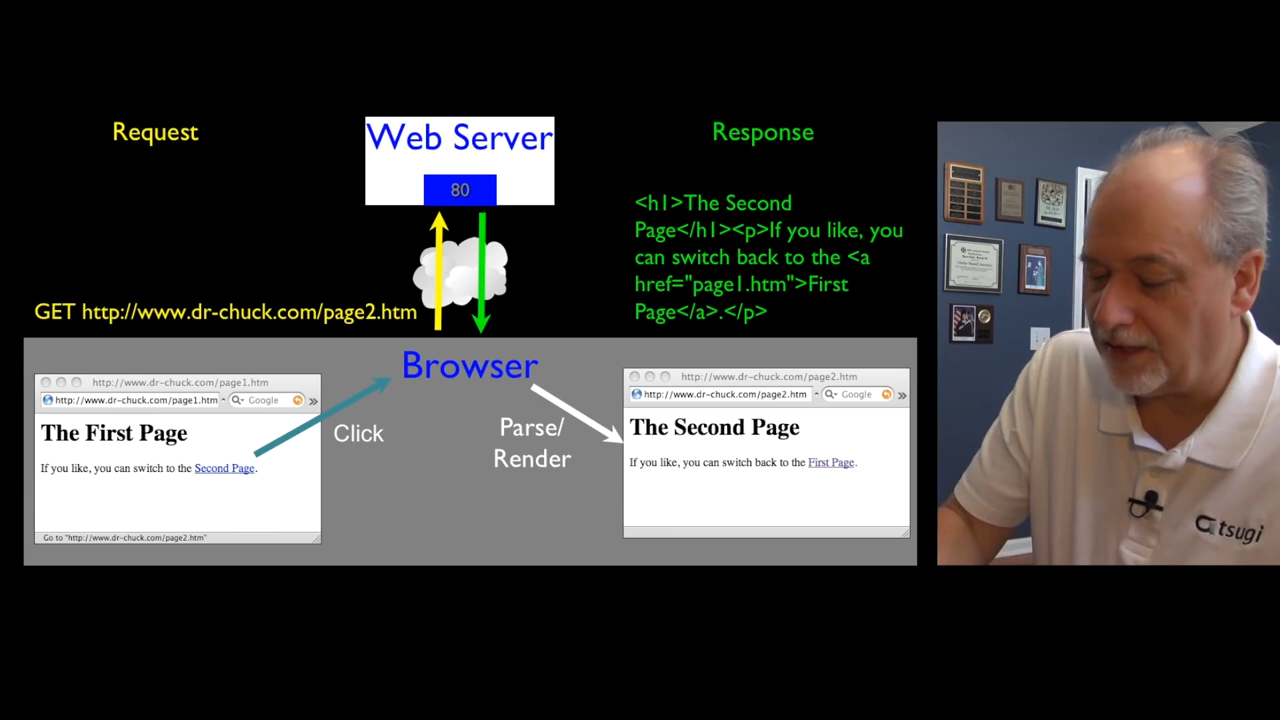 Request
Web Server
80
Response
<h1>The Second
Page</h1><p>If you like, you
can switch back to the <a
href="page1.htm">First
Page</a>.</p>
GET http://www.dr-chuck.com/page2.htm
Browser
http://www.dr-chuck.com/page1.htm
http://www.dr-chuck.com/page1.htm
Google
»
The First Page
If you like, you can switch to the Second Page.
Go to "http://www.dr-chuck.com/page2.htm"
Click
Parse/
Render
http://www.dr-chuck.com/page2.htm
http://www.dr-chuck.com/page2.htm
Google
»
The Second Page
If you like, you can switch back to the First Page.
tsugi